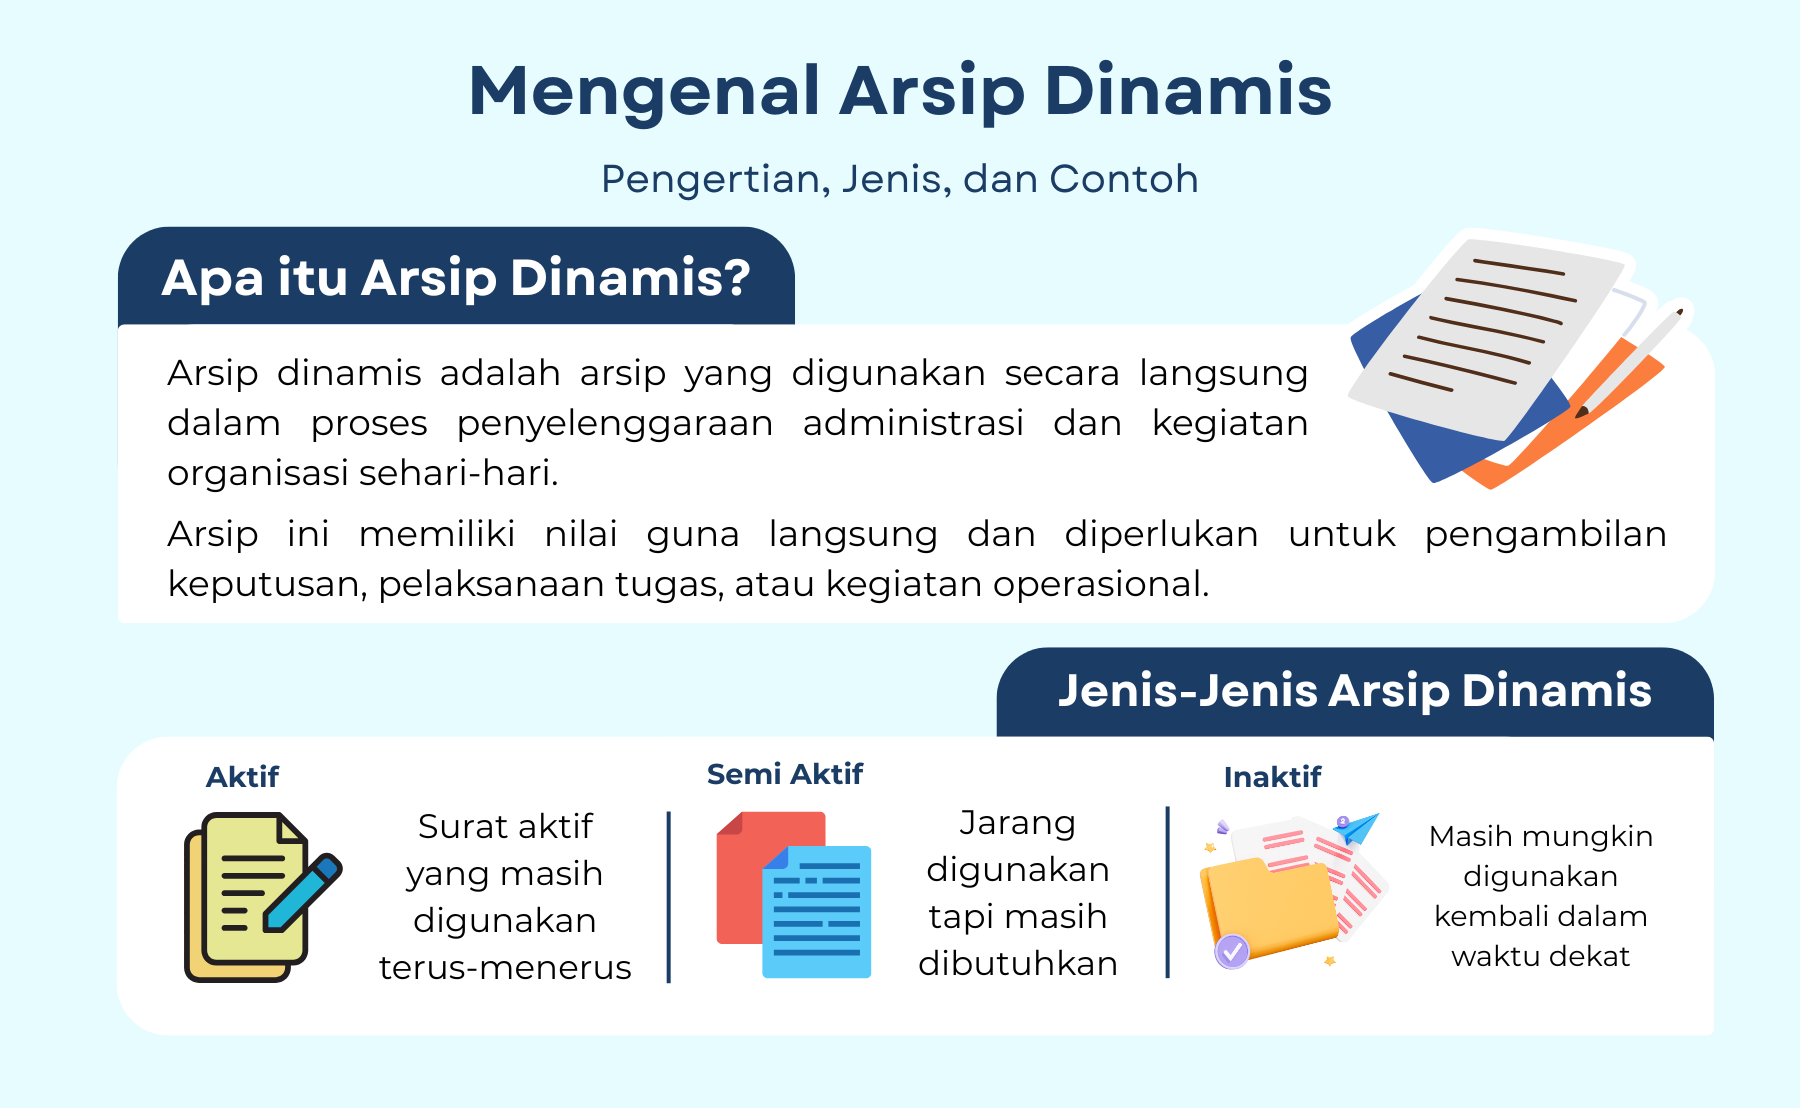 Mengenal Arsip Dinamis
Pengertian, Jenis, dan Contoh
Apa itu Arsip Dinamis?
Arsip dinamis adalah arsip yang digunakan secara langsung
dalam proses penyelenggaraan administrasi dan kegiatan
organisasi sehari-hari.
Arsip ini memiliki nilai guna langsung dan diperlukan untuk pengambilan
keputusan, pelaksanaan tugas, atau kegiatan operasional.
Jenis-Jenis Arsip Dinamis
Aktif
Surat aktif
yang masih
digunakan
terus-menerus
Semi Aktif
Jarang
digunakan
tapi masih
dibutuhkan
Inaktif
Masih mungkin
digunakan
kembali dalam
waktu dekat